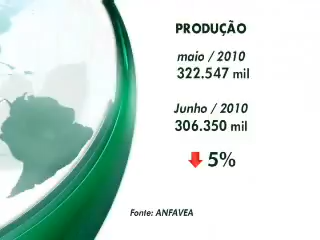 PRODUÇÃO
maio / 2010
322.547 mil
Junho / 2010
306.350 mil
5%
Fonte: ANFAVEA